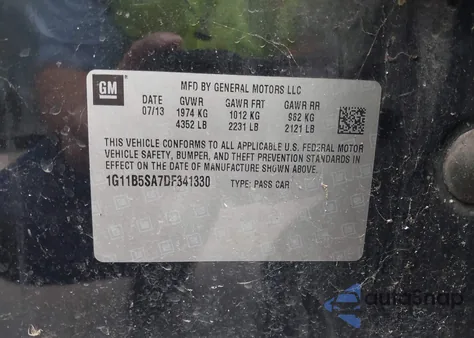 GM
MFD BY GENERAL MOTORS LLC
DATE GVWR GAWR FRT GAWR RR
07/13 1974 KG 1012 KG 962 KG
4352 LB 2231 LB 2121 LB
THIS VEHICLE CONFORMS TO ALL APPLICABLE U.S. FEDERAL MOTOR
VEHICLE SAFETY, BUMPER, AND THEFT PREVENTION STANDARDS IN
EFFECT ON THE DATE OF MANUFACTURE SHOWN ABOVE.
1G11B5SA7DF341330 TYPE: PASS CAR
autosnap